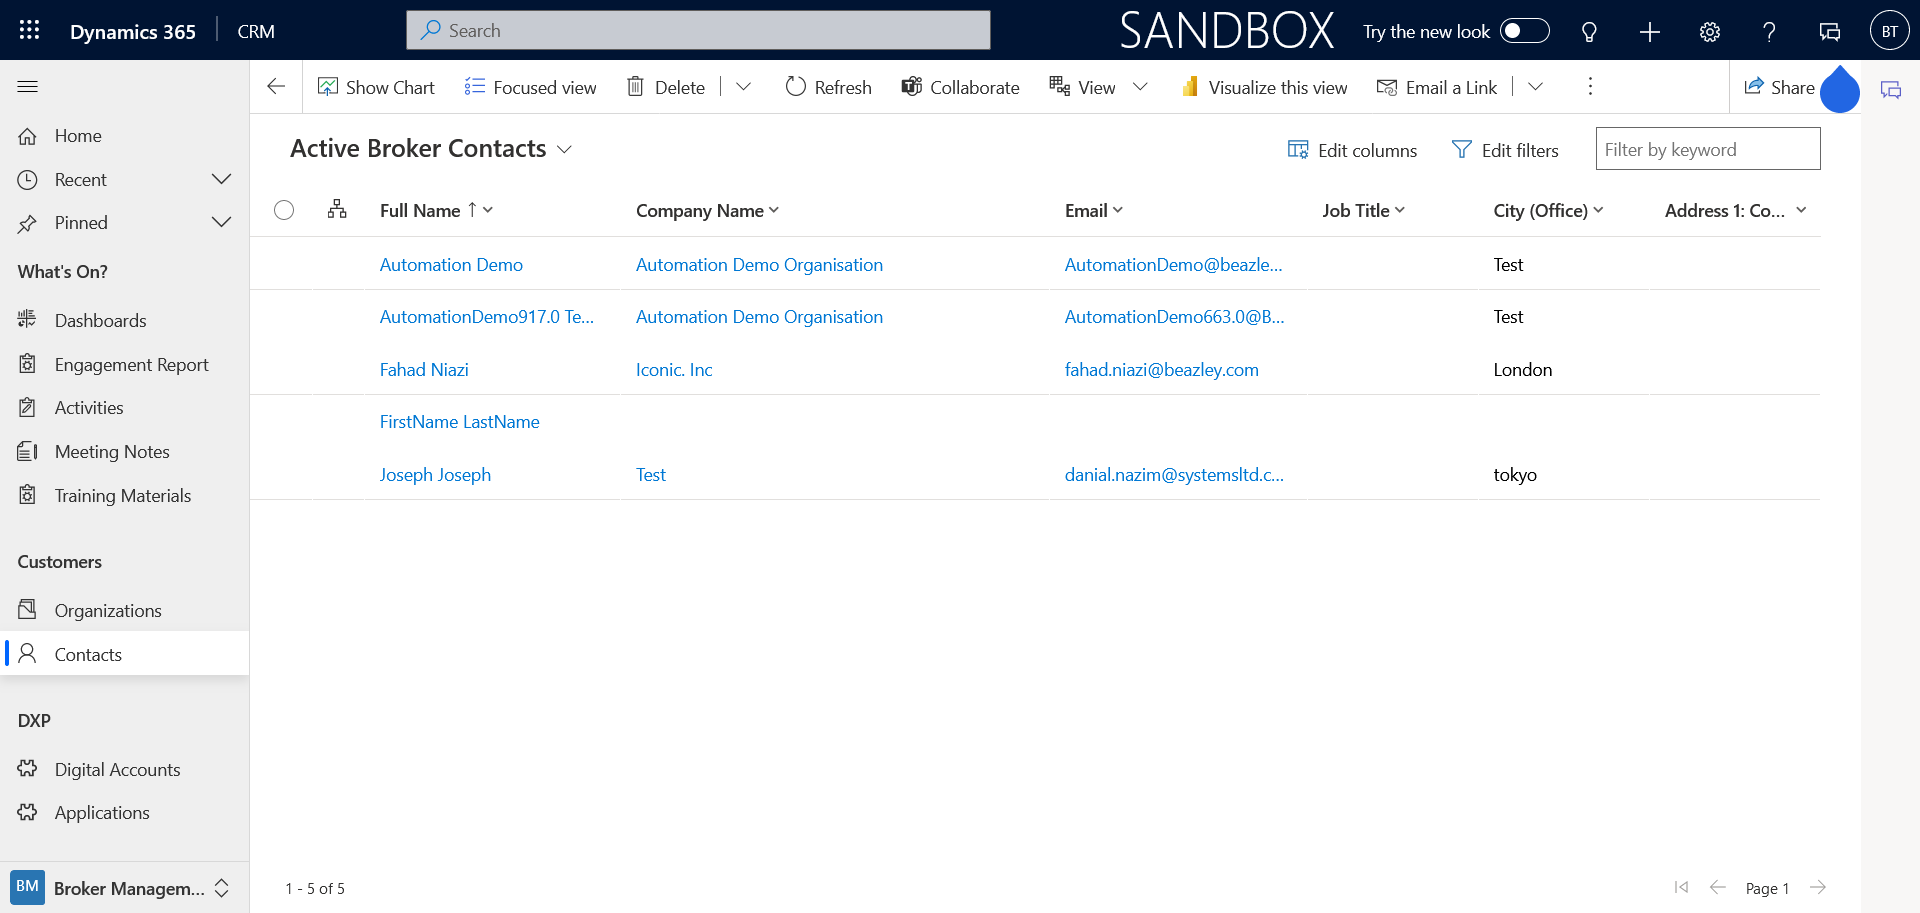 Dynamics 365
CRM
Search
SANDBOX
Try the new look
BT
Show Chart
Focused view
Delete
Refresh
Collaborate
View
Visualize this view
Email a Link
Share
Home
Recent
Pinned
What's On?
Dashboards
Engagement Report
Activities
Meeting Notes
Training Materials
Customers
Organizations
Contacts
DXP
Digital Accounts
Applications
BM Broker Managem...
Active Broker Contacts
Edit columns
Edit filters
Filter by keyword
Full Name ↑ Company Name Email Job Title City (Office) Address 1: Co...
Automation Demo Automation Demo Organisation AutomationDemo@beazle... Test
AutomationDemo917.0 Te... Automation Demo Organisation AutomationDemo663.0@B... Test
Fahad Niazi Iconic. Inc fahad.niazi@beazley.com London
FirstName LastName
Joseph Joseph Test danial.nazim@systemsltd.c... tokyo
1 - 5 of 5
Page 1